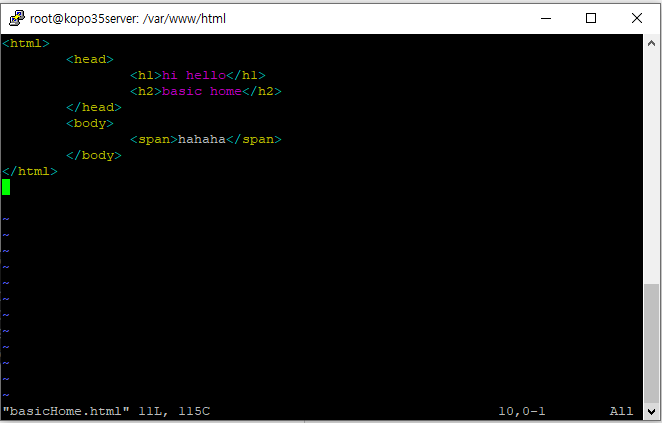 root@kopo35server: /var/www/html
<html>
<head>
<h1>hi hello</h1>
<h2>basic home</h2>
</head>
<body>
<span>hahaha</span>
</body>
</html>
~
~
~
~
~
~
~
~
~
~
~
~
"basicHome.html" 11L, 115C 10,0-1 All